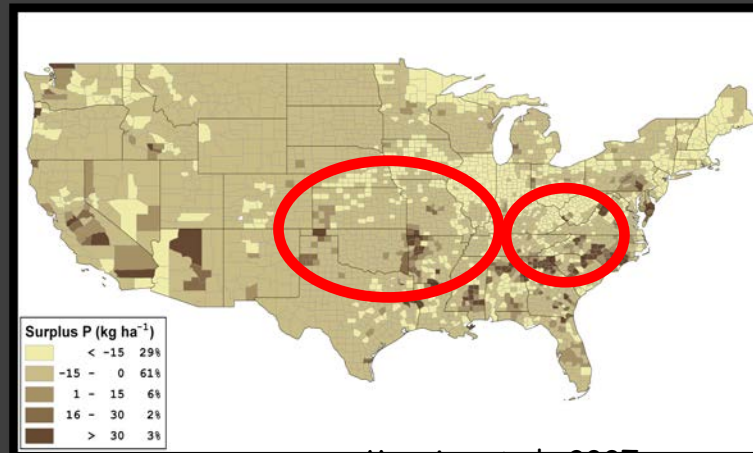 Surplus P (kg ha⁻¹)
< -15 29%
-15 - 0 61%
1 - 15 6%
16 - 30 2%
> 30 3%